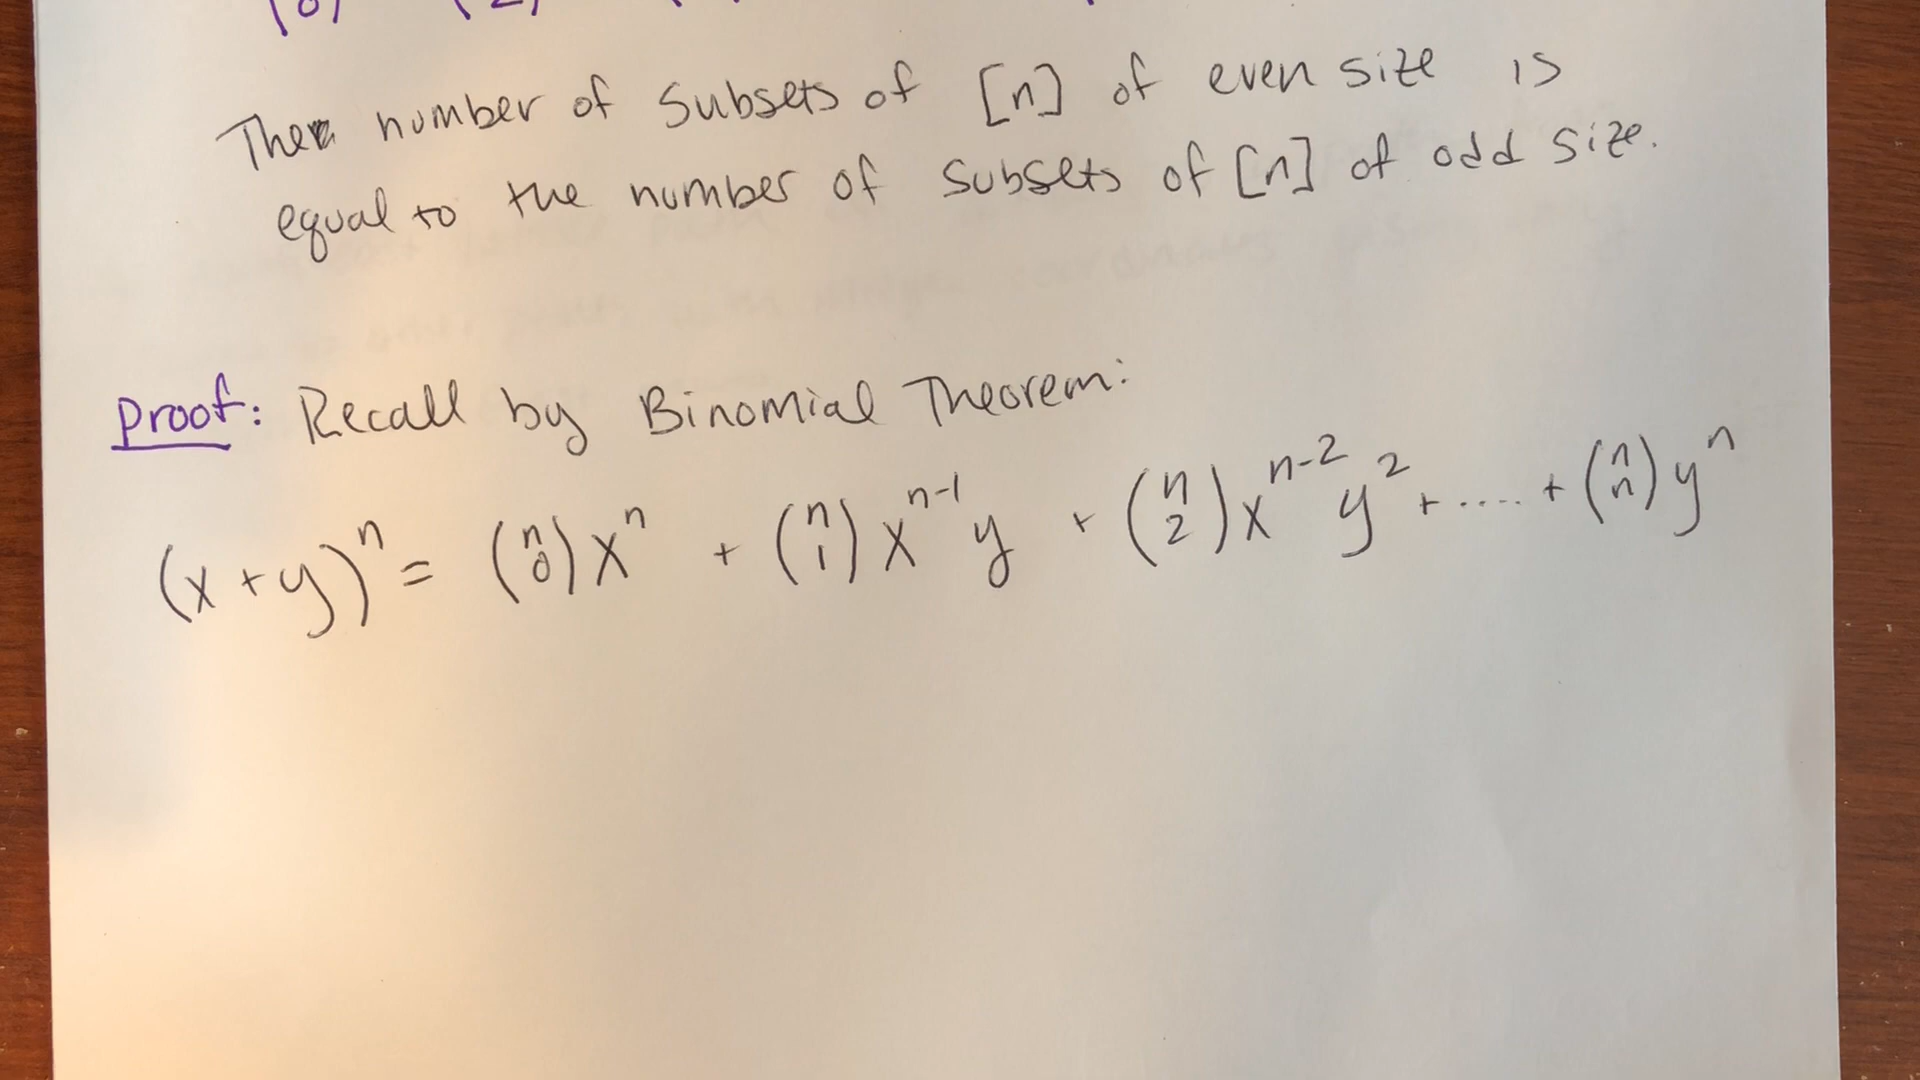 The number of subsets of [n] of even size is
equal to the number of subsets of [n] of odd size.
Proof: Recall by Binomial Theorem:
(x+y)^n = (n 0)x^n + (n 1)x^{n-1}y + (n 2)x^{n-2}y^2 + ..... + (n n)y^n